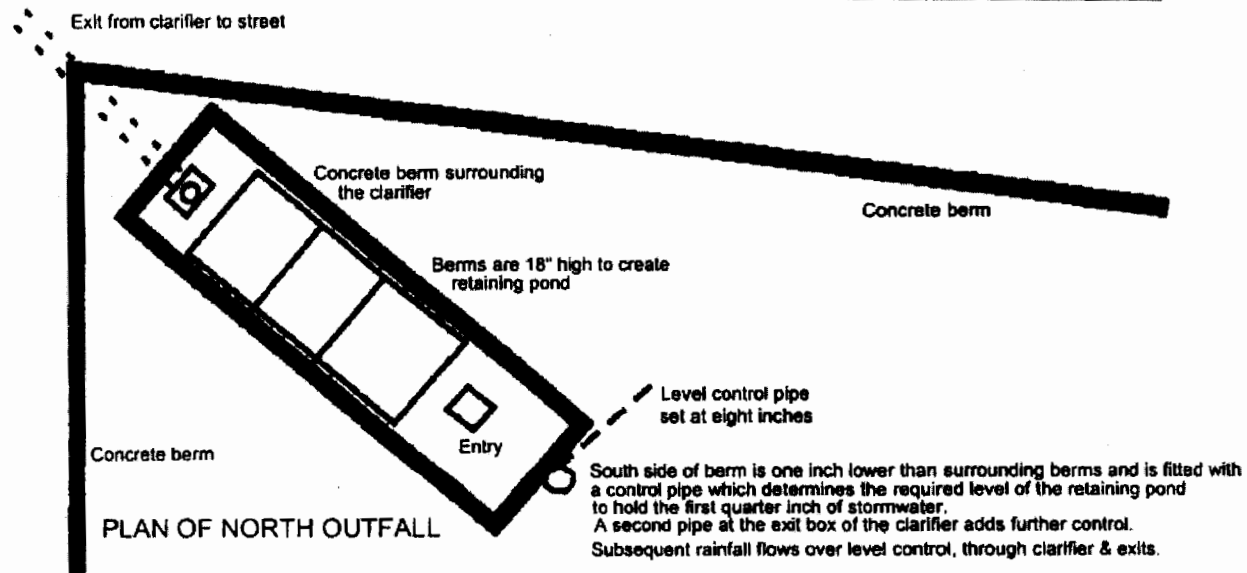 Exit from clarifier to street
Concrete berm surrounding
the clarifier
Concrete berm
Berms are 18" high to create
retaining pond
Level control pipe
set at eight inches
Entry
Concrete berm
South side of berm is one inch lower than surrounding berms and is fitted with
a control pipe which determines the required level of the retaining pond
to hold the first quarter inch of stormwater.
A second pipe at the exit box of the clarifier adds further control.
Subsequent rainfall flows over level control, through clarifier & exits.
PLAN OF NORTH OUTFALL